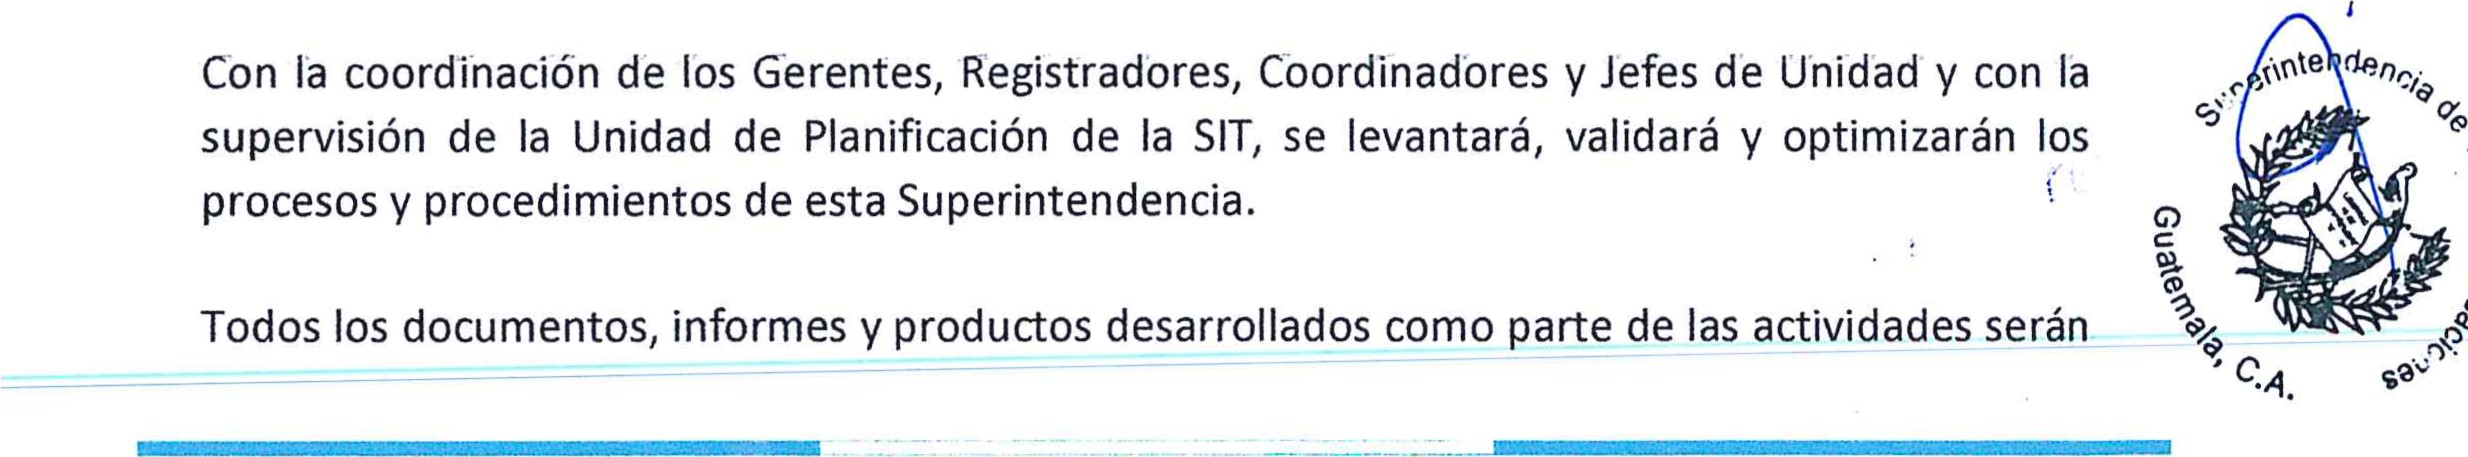 Con la coordinación de los Gerentes, Registradores, Coordinadores y Jefes de Unidad y con la
supervisión de la Unidad de Planificación de la SIT, se levantará, validará y optimizarán los
procesos y procedimientos de esta Superintendencia.
Todos los documentos, informes y productos desarrollados como parte de las actividades serán
Superintendencia de
Guatemala, C.A.